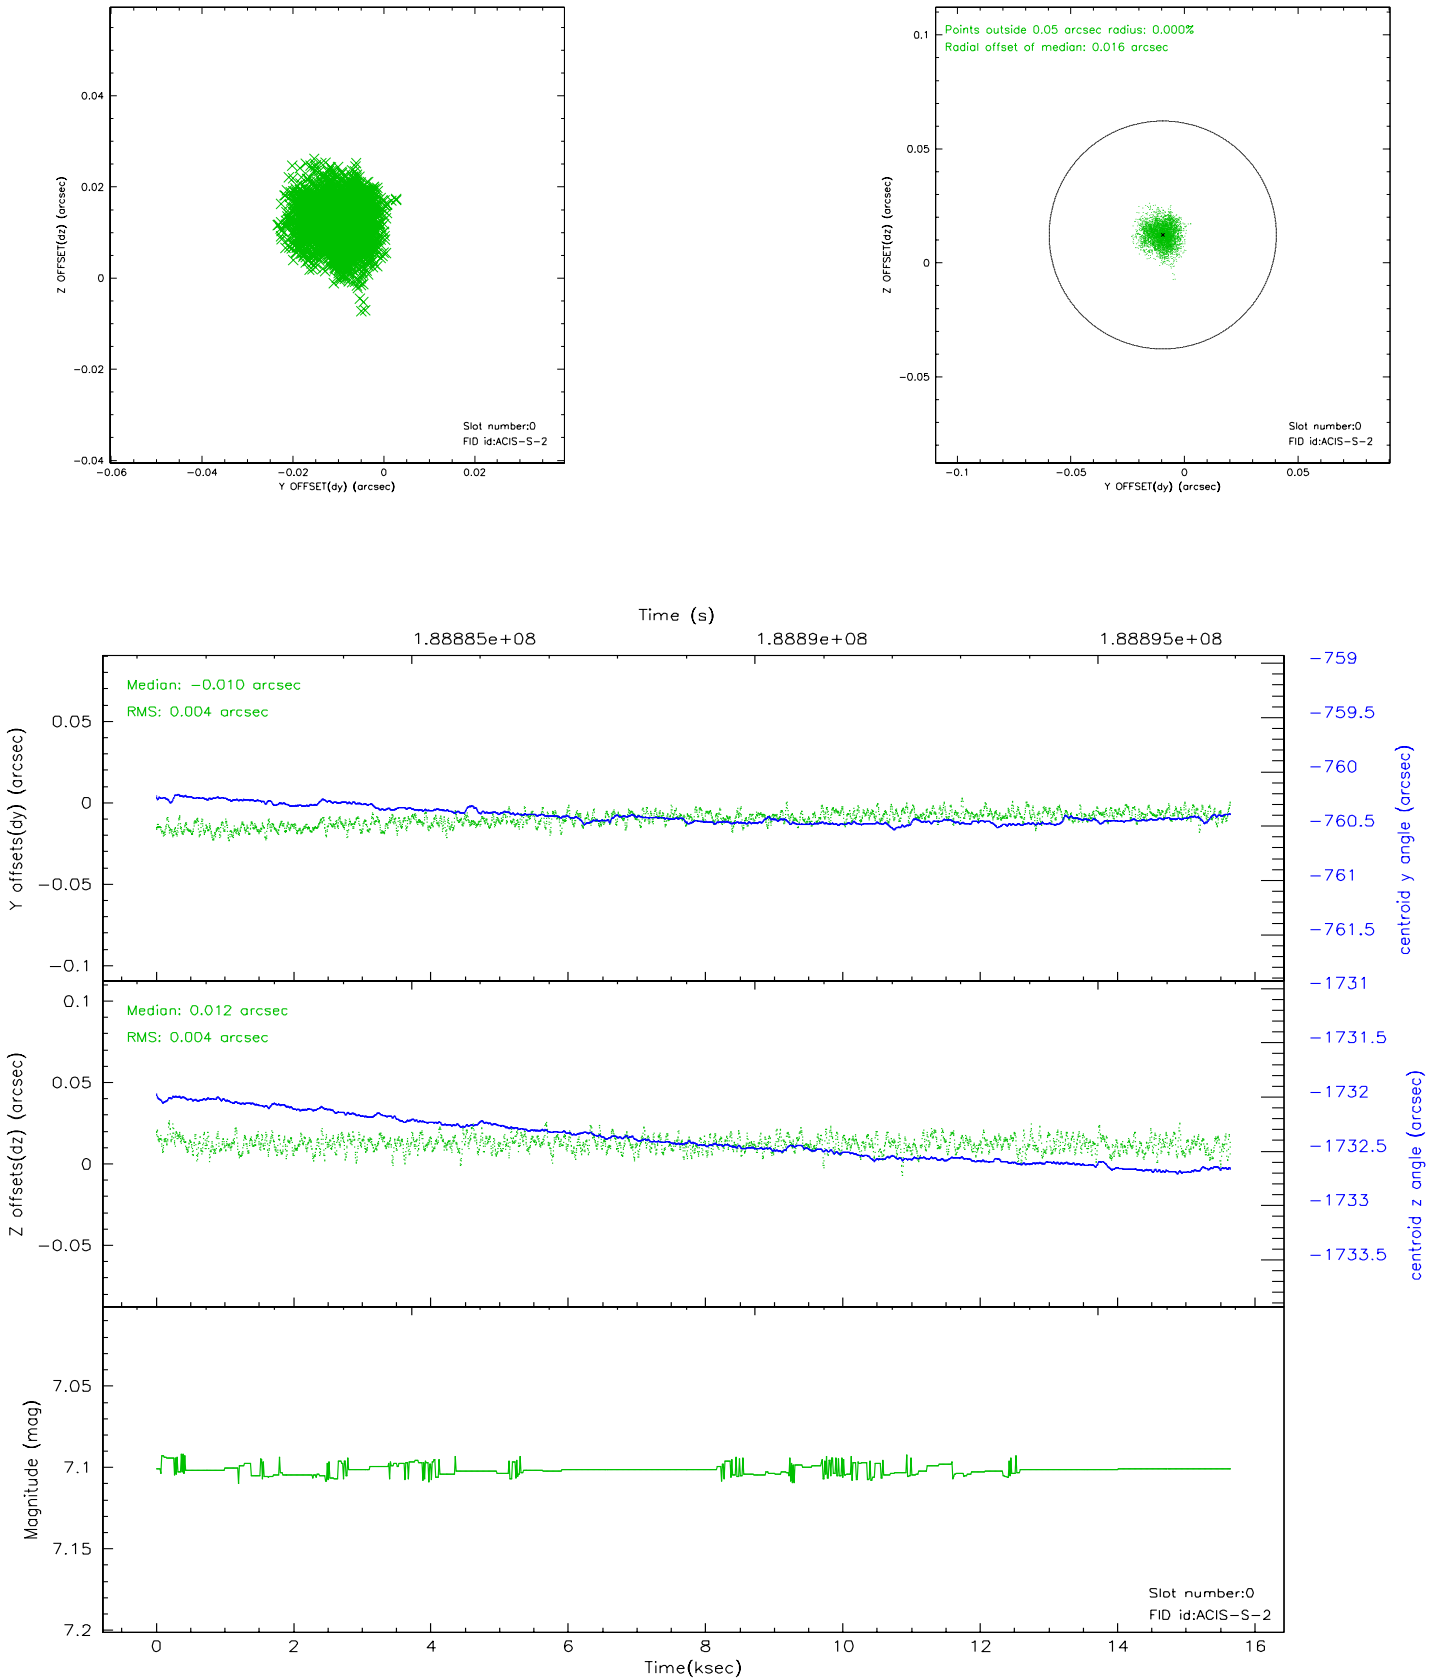 0.04
0.02
0
−0.02
−0.04
Z OFFSET(dz) (arcsec)
Slot number:0
FID id:ACIS−S−2
−0.06
−0.04
−0.02
0
0.02
Y OFFSET(dy) (arcsec)
Points outside 0.05 arcsec radius: 0.000%
Radial offset of median: 0.016 arcsec
0.1
0.05
0
−0.05
Z OFFSET(dz) (arcsec)
Slot number:0
FID id:ACIS−S−2
−0.1
−0.05
0
0.05
Y OFFSET(dy) (arcsec)
Time (s)
1.88885e+08
1.8889e+08
1.88895e+08
Median: −0.010 arcsec
RMS: 0.004 arcsec
0.05
0
−0.05
−0.1
Y offsets(dy) (arcsec)
−759
−759.5
−760
−760.5
−761
−761.5
centroid y angle (arcsec)
Median: 0.012 arcsec
RMS: 0.004 arcsec
0.1
0.05
0
−0.05
Z offsets(dz) (arcsec)
−1731
−1731.5
−1732
−1732.5
−1733
−1733.5
centroid z angle (arcsec)
7.05
7.1
7.15
7.2
Magnitude (mag)
Slot number:0
FID id:ACIS−S−2
0
2
4
6
8
10
12
14
16
Time(ksec)